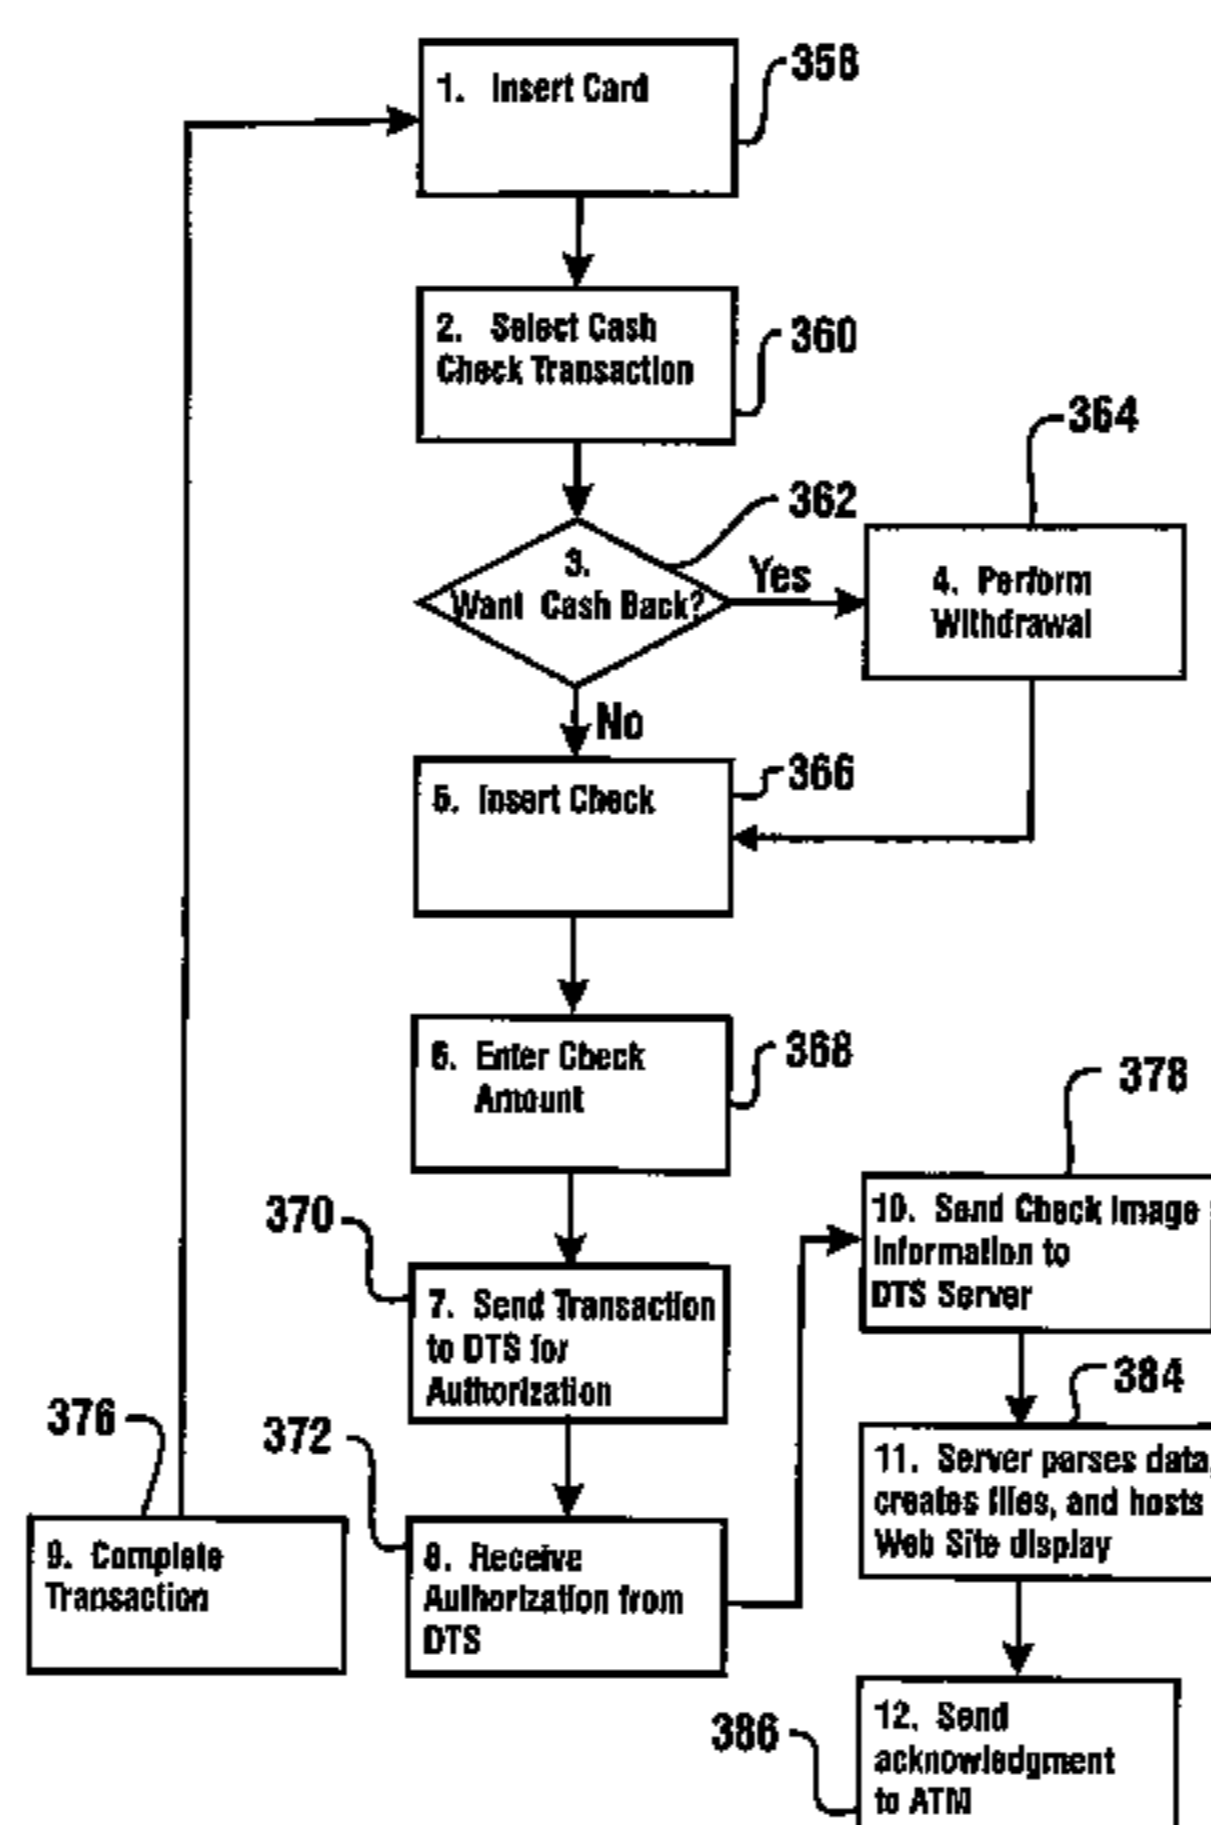 358
1. Insert Card
360
2. Select Cash
Check Transaction
362
364
3.
Want Cash Back?
Yes
4. Perform
Withdrawal
No
366
5. Insert Check
368
6. Enter Check
Amount
370
7. Send Transaction
to DTS for
Authorization
372
8. Receive
Authorization from
DTS
376
9. Complete
Transaction
378
10. Send Check Image
Information to
DTS Server
384
11. Server parses data,
creates files, and hosts
Web Site display
386
12. Send
acknowledgment
to ATM